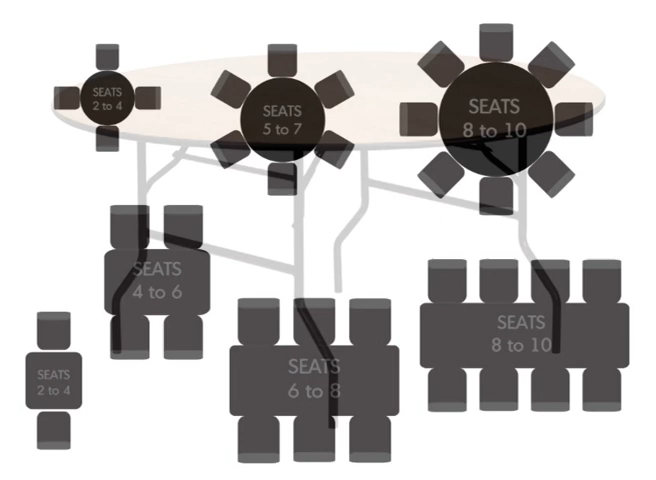 SEATS
2 to 4
SEATS
5 to 7
SEATS
8 to 10
SEATS
4 to 6
SEATS
2 to 4
SEATS
6 to 8
SEATS
8 to 10